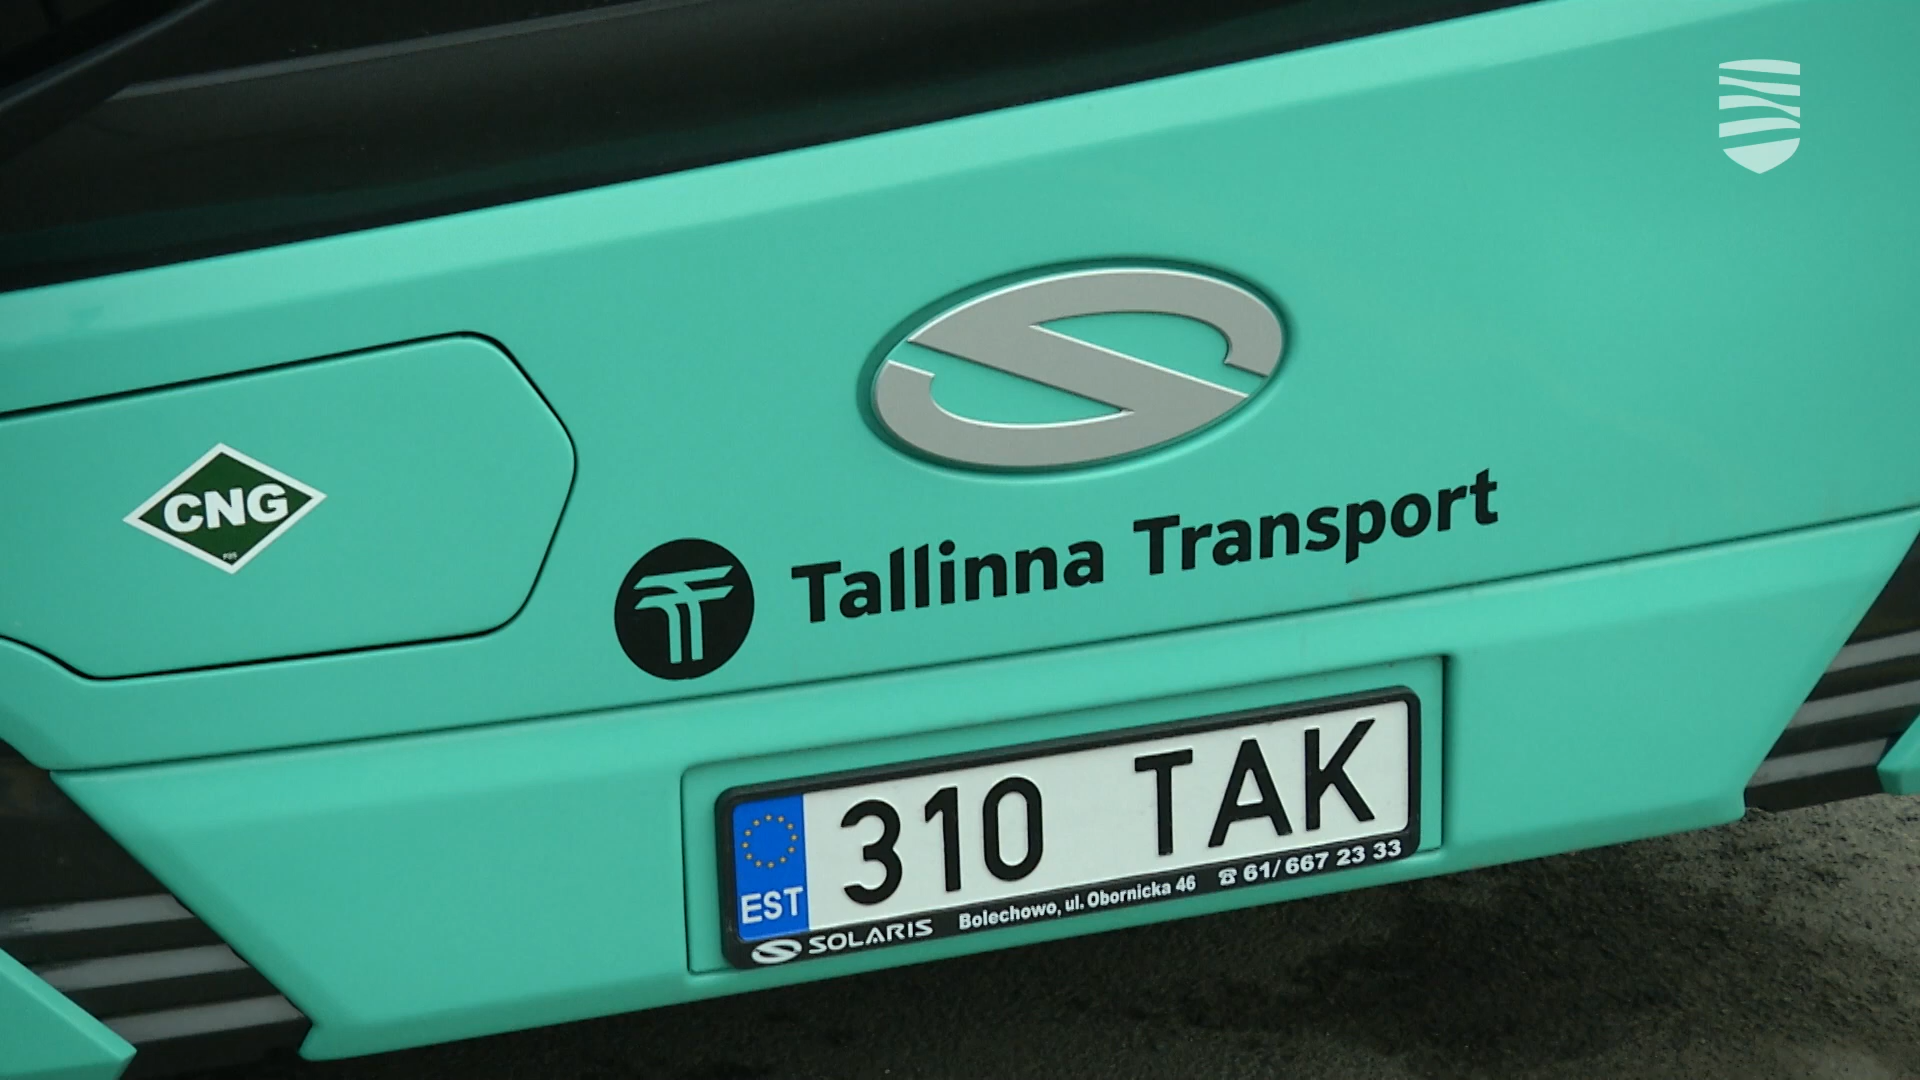 CNG
Tallinna Transport
310 TAK
EST
SOLARIS Bolechowo, ul. Obornicka 46 ☎ 61/667 23 33